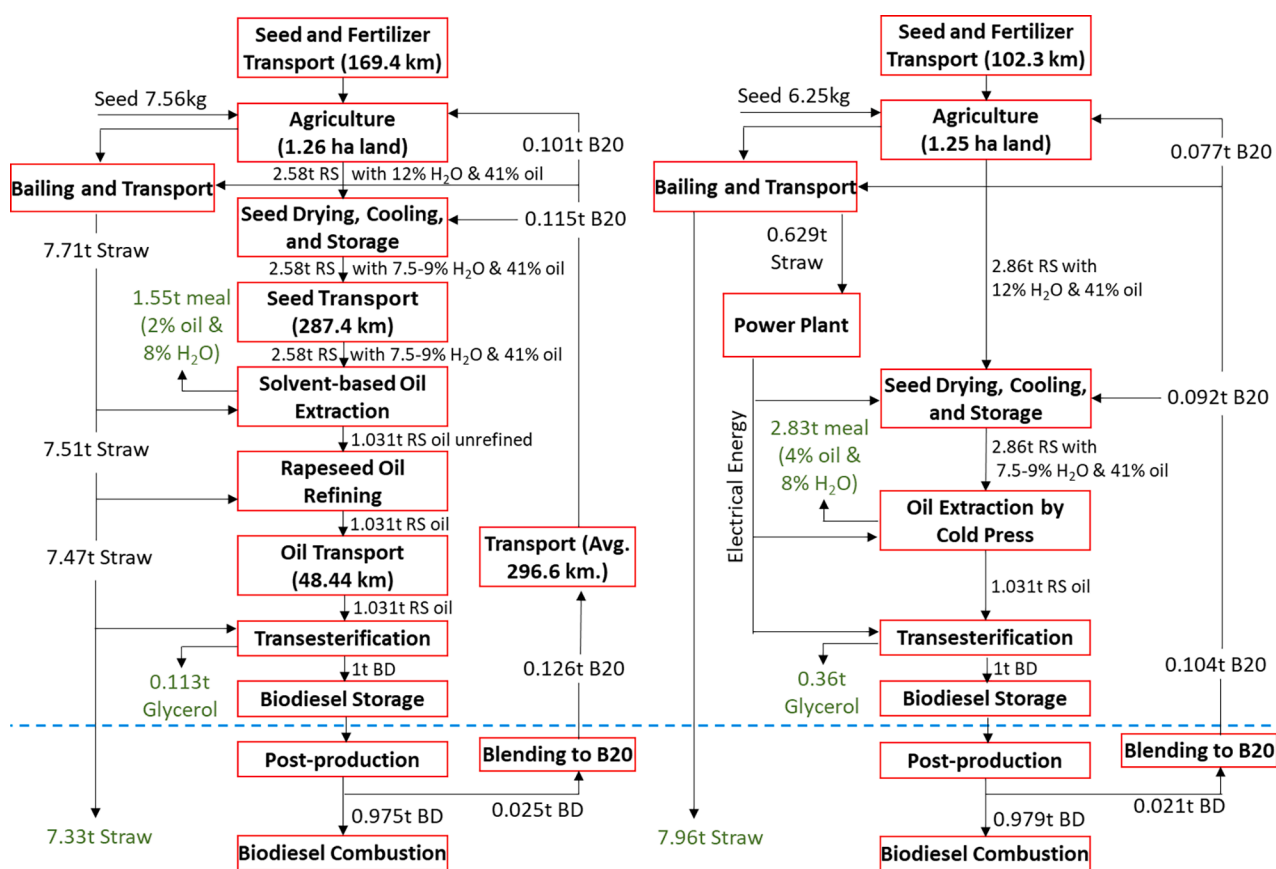 Seed and Fertilizer
Transport (169.4 km)
Seed 7.56kg
Agriculture
(1.26 ha land)
0.101t B20
2.58t RS with 12% H₂O & 41% oil
Bailing and Transport
Seed Drying, Cooling,
and Storage
0.115t B20
7.71t Straw
2.58t RS with 7.5-9% H₂O & 41% oil
1.55t meal
(2% oil &
8% H₂O)
Seed Transport
(287.4 km)
2.58t RS with 7.5-9% H₂O & 41% oil
Solvent-based Oil
Extraction
7.51t Straw
1.031t RS oil unrefined
Rapeseed Oil
Refining
1.031t RS oil
7.47t Straw
Oil Transport
(48.44 km)
Transport (Avg.
296.6 km.)
1.031t RS oil
Transesterification
0.113t
Glycerol
1t BD
0.126t B20
Biodiesel Storage
Post-production
Blending to B20
0.975t BD
0.025t BD
7.33t Straw
Biodiesel Combustion
Seed and Fertilizer
Transport (102.3 km)
Seed 6.25kg
Agriculture
(1.25 ha land)
0.077t B20
Bailing and Transport
0.629t
Straw
2.86t RS with
12% H₂O & 41% oil
Power Plant
Seed Drying, Cooling,
and Storage
0.092t B20
Electrical Energy
2.83t meal
(4% oil &
8% H₂O)
2.86t RS with
7.5-9% H₂O & 41% oil
Oil Extraction by
Cold Press
1.031t RS oil
Transesterification
0.36t
Glycerol
1t BD
0.104t B20
Biodiesel Storage
Post-production
Blending to B20
0.979t BD
0.021t BD
7.96t Straw
Biodiesel Combustion